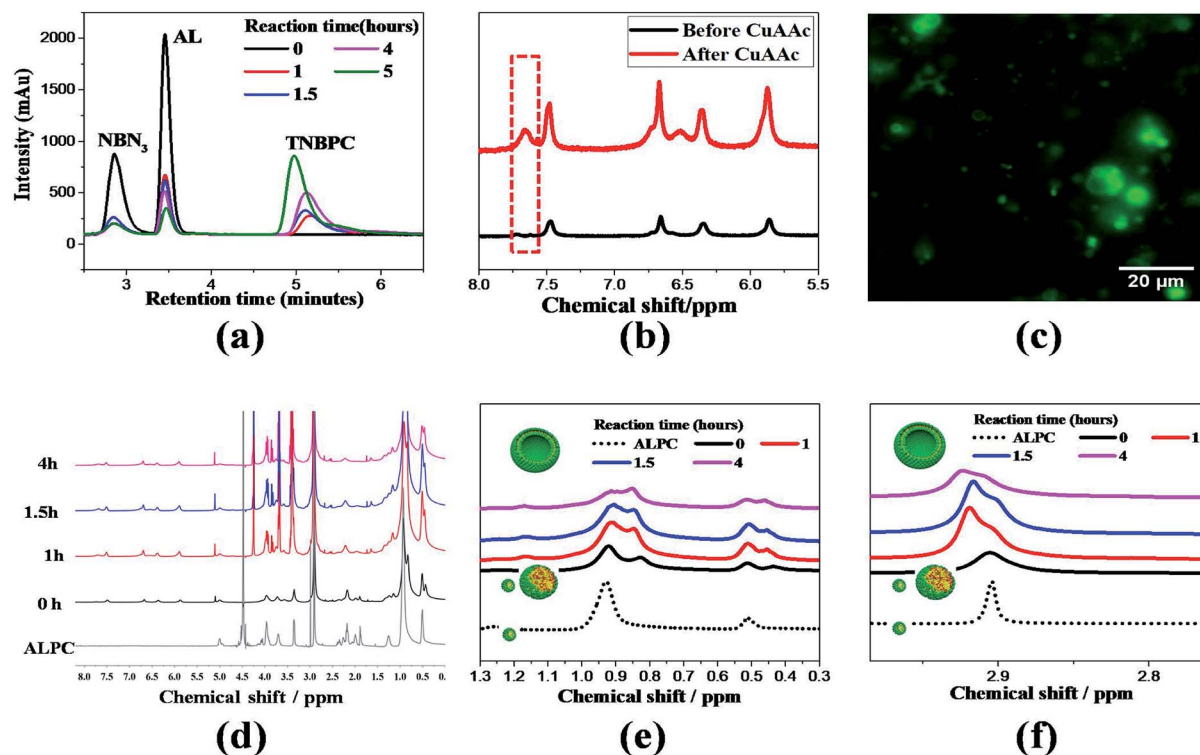 Reaction time(hours)
0 4
1 5
1.5
NBN3
AL
TNBPC
Intensity (mAu)
2000
1500
1000
500
0
3 4 5 6
Retention time (minutes)
(a)
Before CuAAc
After CuAAc
8.0 7.5 7.0 6.5 6.0 5.5
Chemical shift/ppm
(b)
20 μm
(c)
4h
1.5h
1h
0 h
ALPC
8.0 7.5 7.0 6.5 6.0 5.5 5.0 4.5 4.0 3.5 3.0 2.5 2.0 1.5 1.0 0.5 0.
Chemical shift / ppm
(d)
Reaction time (hours)
ALPC 0 1
1.5 4
1.3 1.2 1.1 1.0 0.9 0.8 0.7 0.6 0.5 0.4 0.3
Chemical shift / ppm
(e)
Reaction time (hours)
ALPC 0 1
1.5 4
2.9 2.8
Chemical shift / ppm
(f)